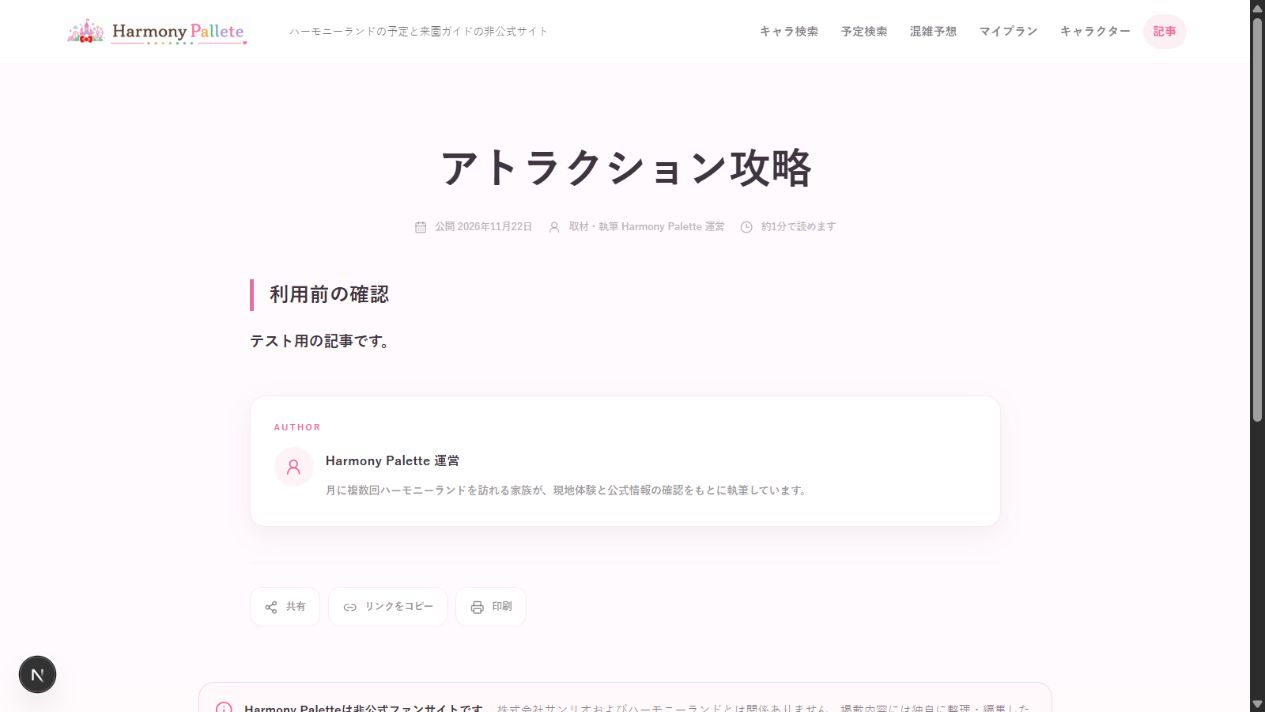 Harmony Pallete
ハーモニーランドの予定と来園ガイドの非公式サイト
キャラ検索 予定検索 混雑予想 マイプラン キャラクター 記事
アトラクション攻略
公開 2026年11月22日 取材・執筆 Harmony Palette 運営 約1分で読めます
利用前の確認
テスト用の記事です。
AUTHOR
Harmony Palette 運営
月に複数回ハーモニーランドを訪れる家族が、現地体験と公式情報の確認をもとに執筆しています。
共有 リンクをコピー 印刷
N
Harmony Paletteは非公式ファンサイトです。 株式会社サンリオおよびハーモニーランドとは関係ありません。掲載内容には独自に整理・編集した